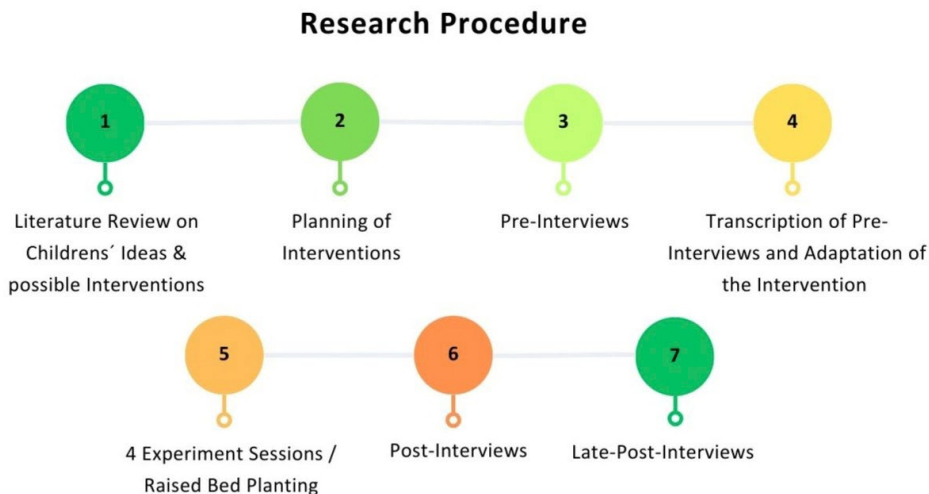 Research Procedure
1
2
3
4
Literature Review on
Childrens´ Ideas &
possible Interventions
Planning of
Interventions
Pre-Interviews
Transcription of Pre-
Interviews and Adaptation of
the Intervention
5
6
7
4 Experiment Sessions /
Raised Bed Planting
Post-Interviews
Late-Post-Interviews